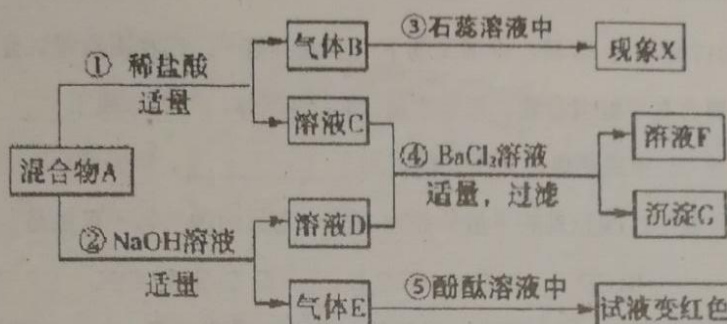 ① 稀盐酸
适量
气体B
③石蕊溶液中
现象X
溶液C
混合物A
④ BaCl₂溶液
适量，过滤
溶液F
沉淀G
② NaOH溶液
适量
溶液D
气体E
⑤酚酞溶液中
试液变红色